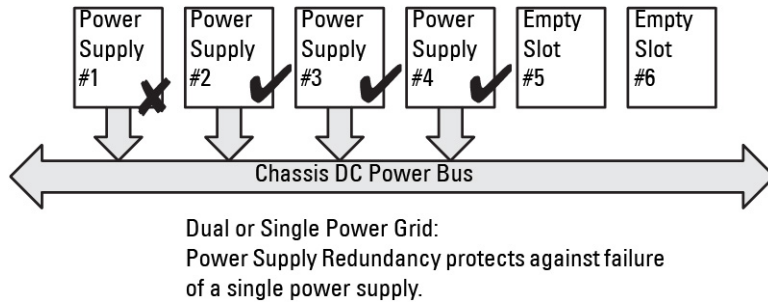 Power
Supply
#1
Power
Supply
#2
Power
Supply
#3
Power
Supply
#4
Empty
Slot
#5
Empty
Slot
#6
Chassis DC Power Bus
Dual or Single Power Grid:
Power Supply Redundancy protects against failure
of a single power supply.